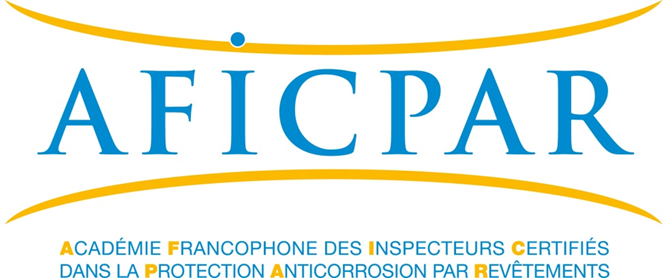 AFiCPAR
ACADÉMIE FRANCOPHONE DES INSPECTEURS CERTIFIÉS
DANS LA PROTECTION ANTICORROSION PAR REVÊTEMENTS